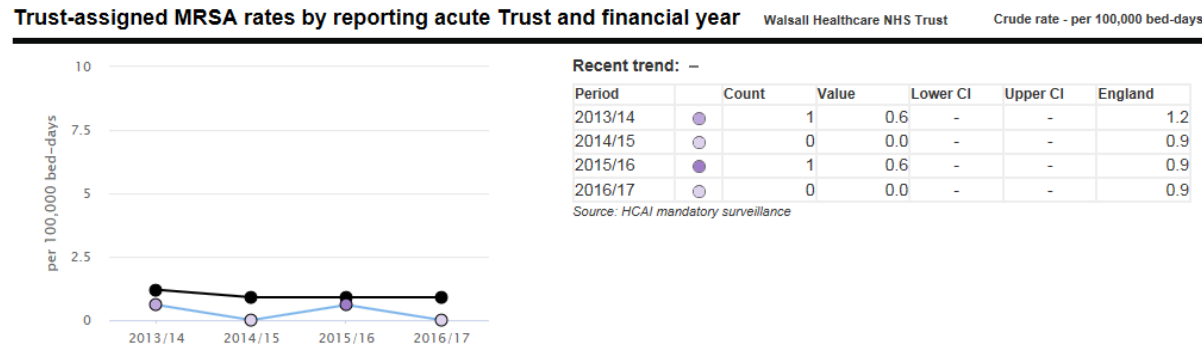 Trust-assigned MRSA rates by reporting acute Trust and financial year Walsall Healthcare NHS Trust Crude rate - per 100,000 bed-days
10
7.5
5
2.5
0
per 100,000 bed-days
2013/14 2014/15 2015/16 2016/17
Recent trend: –
Period Count Value Lower CI Upper CI England
2013/14 1 0.6 - - 1.2
2014/15 0 0.0 - - 0.9
2015/16 1 0.6 - - 0.9
2016/17 0 0.0 - - 0.9
Source: HCAI mandatory surveillance